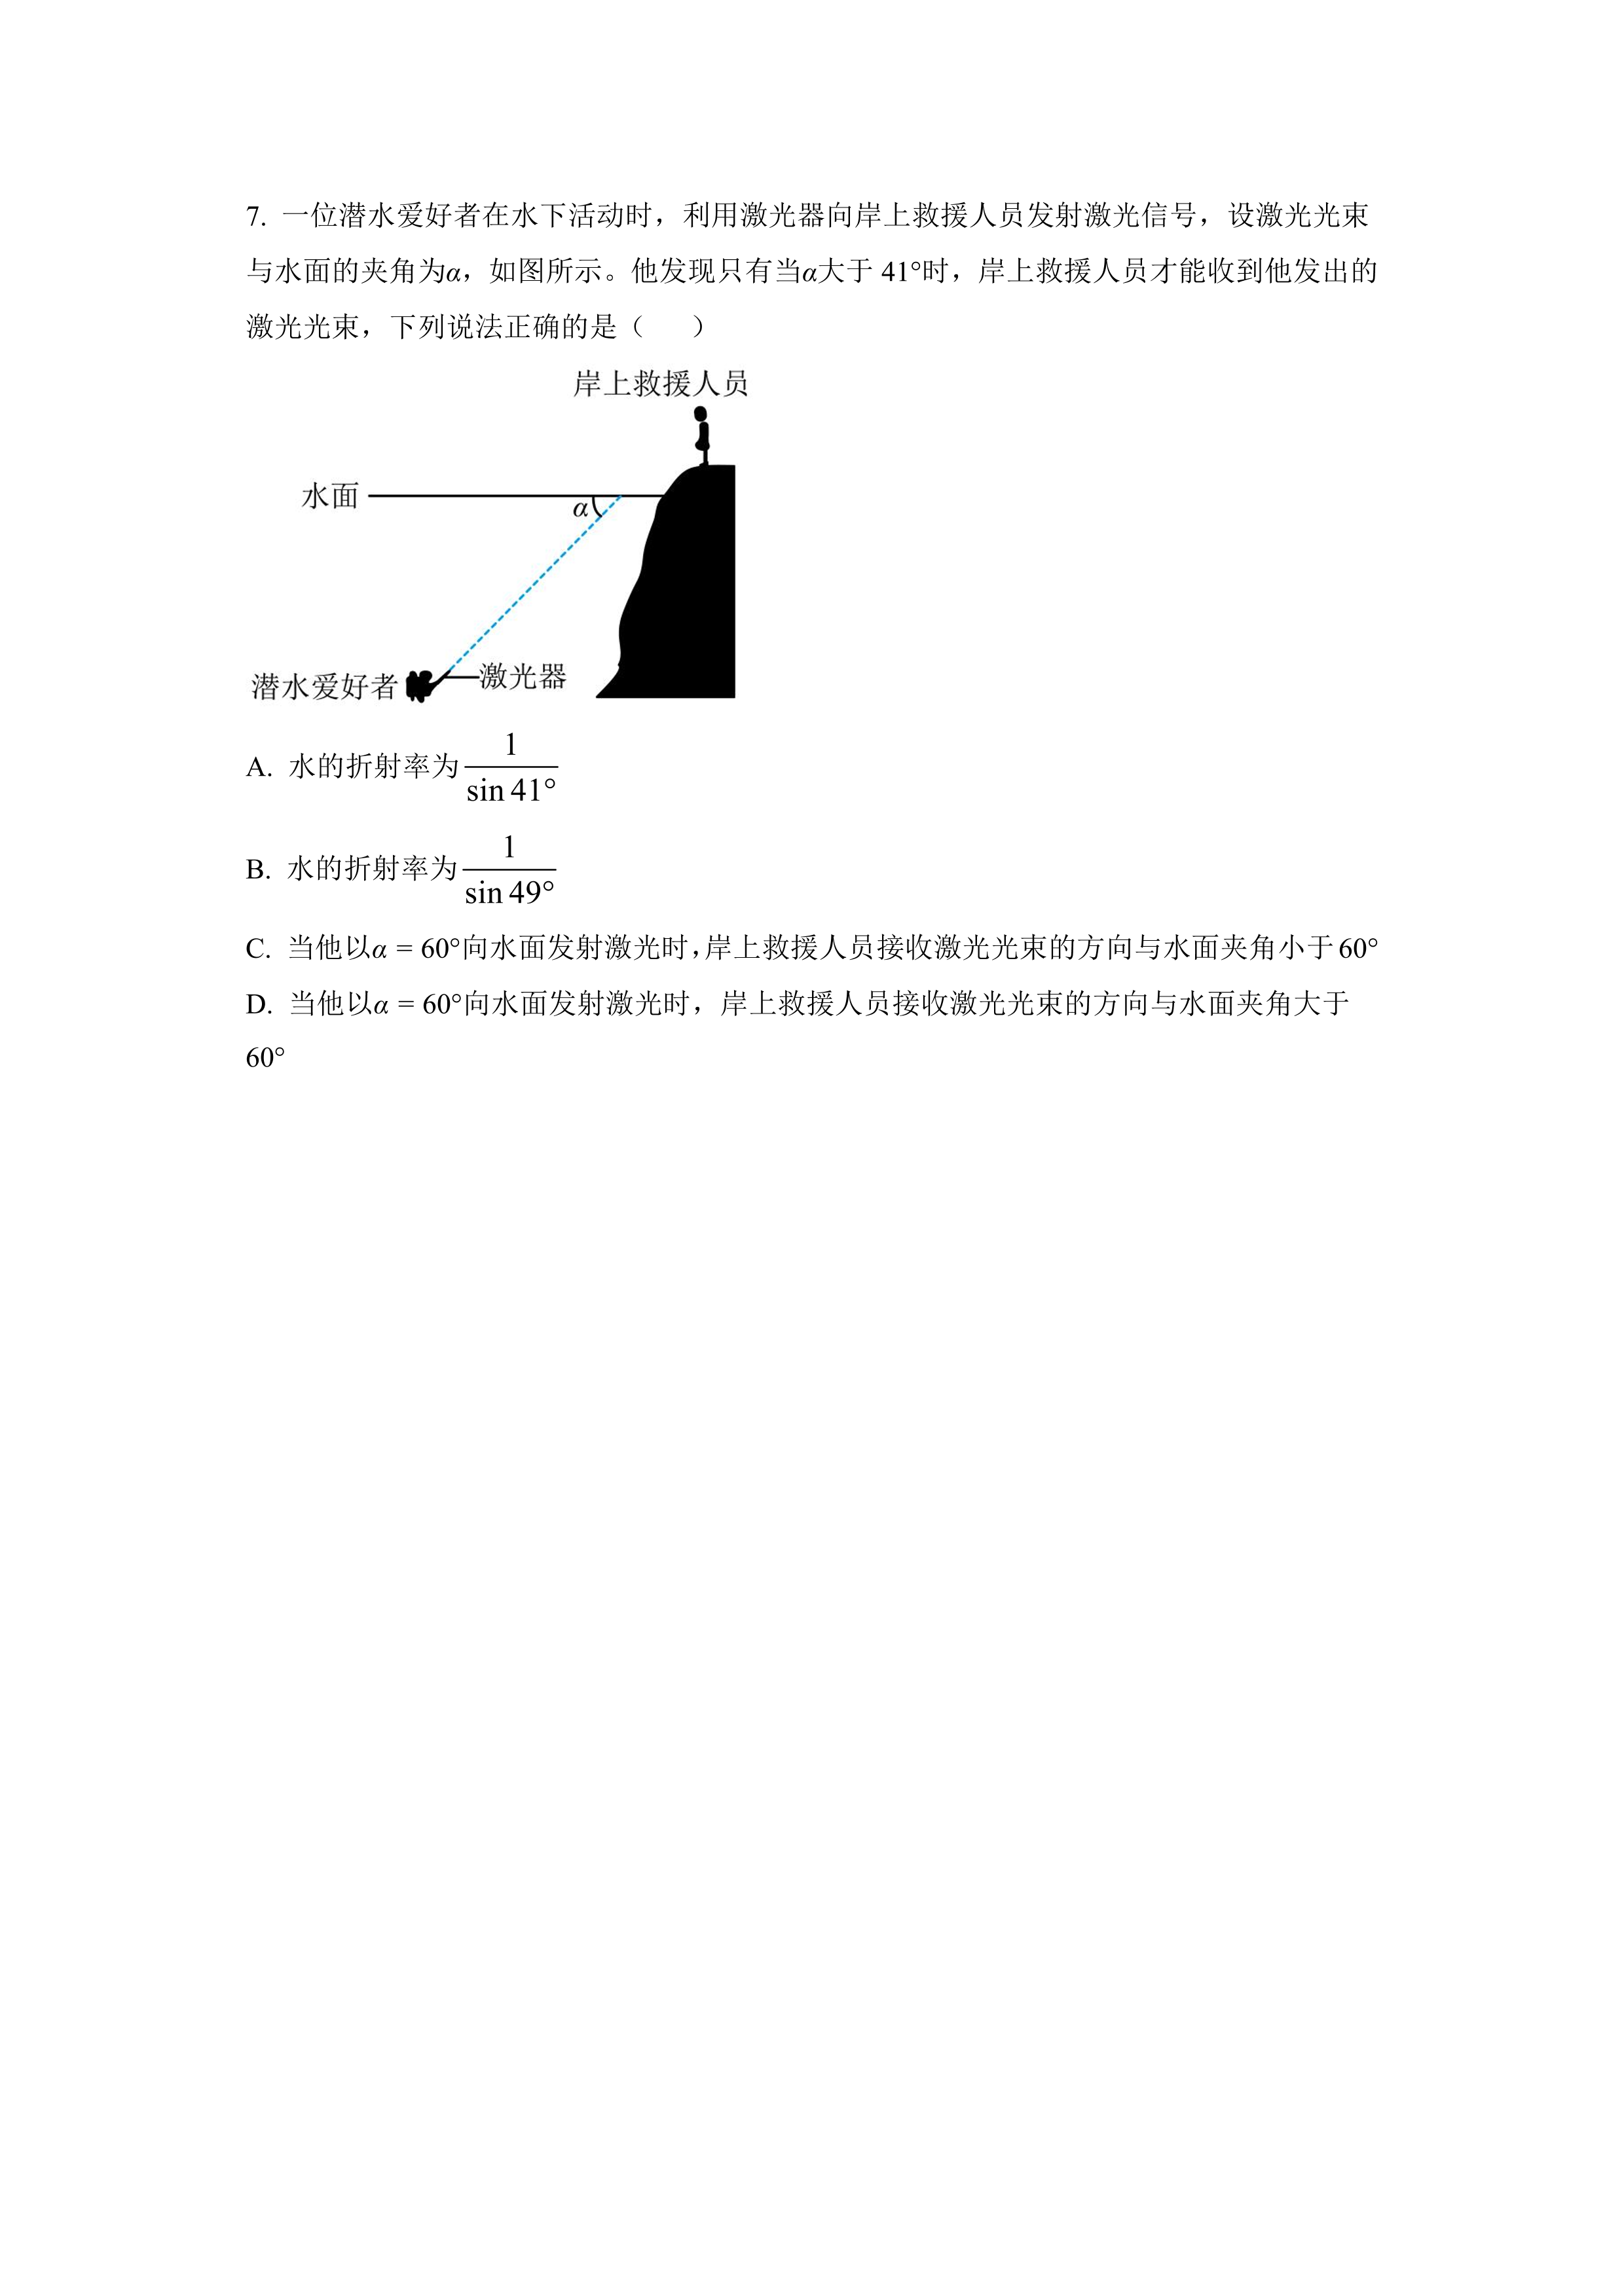 7. 一位潜水爱好者在水下活动时，利用激光器向岸上救援人员发射激光信号，设激光光束
与水面的夹角为α，如图所示。他发现只有当α大于 41°时，岸上救援人员才能收到他发出的
激光光束，下列说法正确的是（　　）
岸上救援人员
水面
α
潜水爱好者
激光器
A. 水的折射率为 1/sin 41°
B. 水的折射率为 1/sin 49°
C. 当他以α = 60°向水面发射激光时，岸上救援人员接收激光光束的方向与水面夹角小于 60°
D. 当他以α = 60°向水面发射激光时，岸上救援人员接收激光光束的方向与水面夹角大于
60°